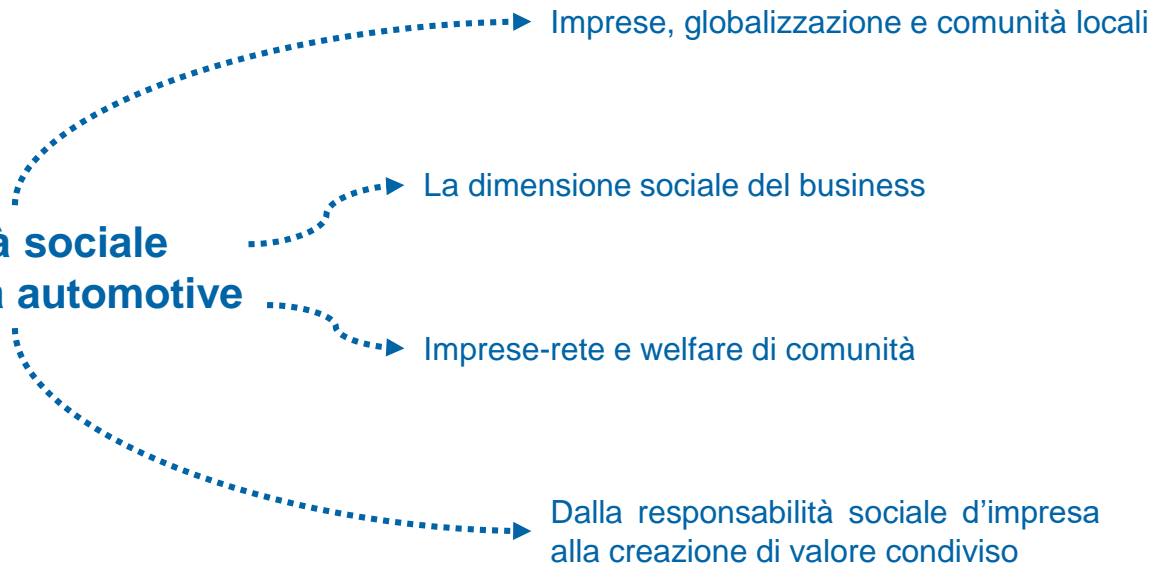 Imprese, globalizzazione e comunità locali
La dimensione sociale del business
à sociale
a automotive
Imprese-rete e welfare di comunità
Dalla responsabilità sociale d'impresa
alla creazione di valore condiviso